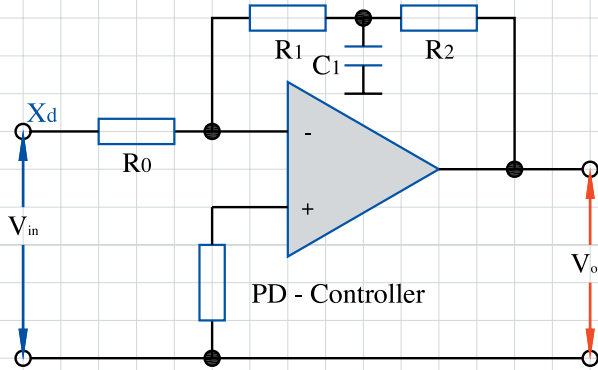 R1
R2
C1
Xd
R0
-
+
Vin
Vo
PD - Controller